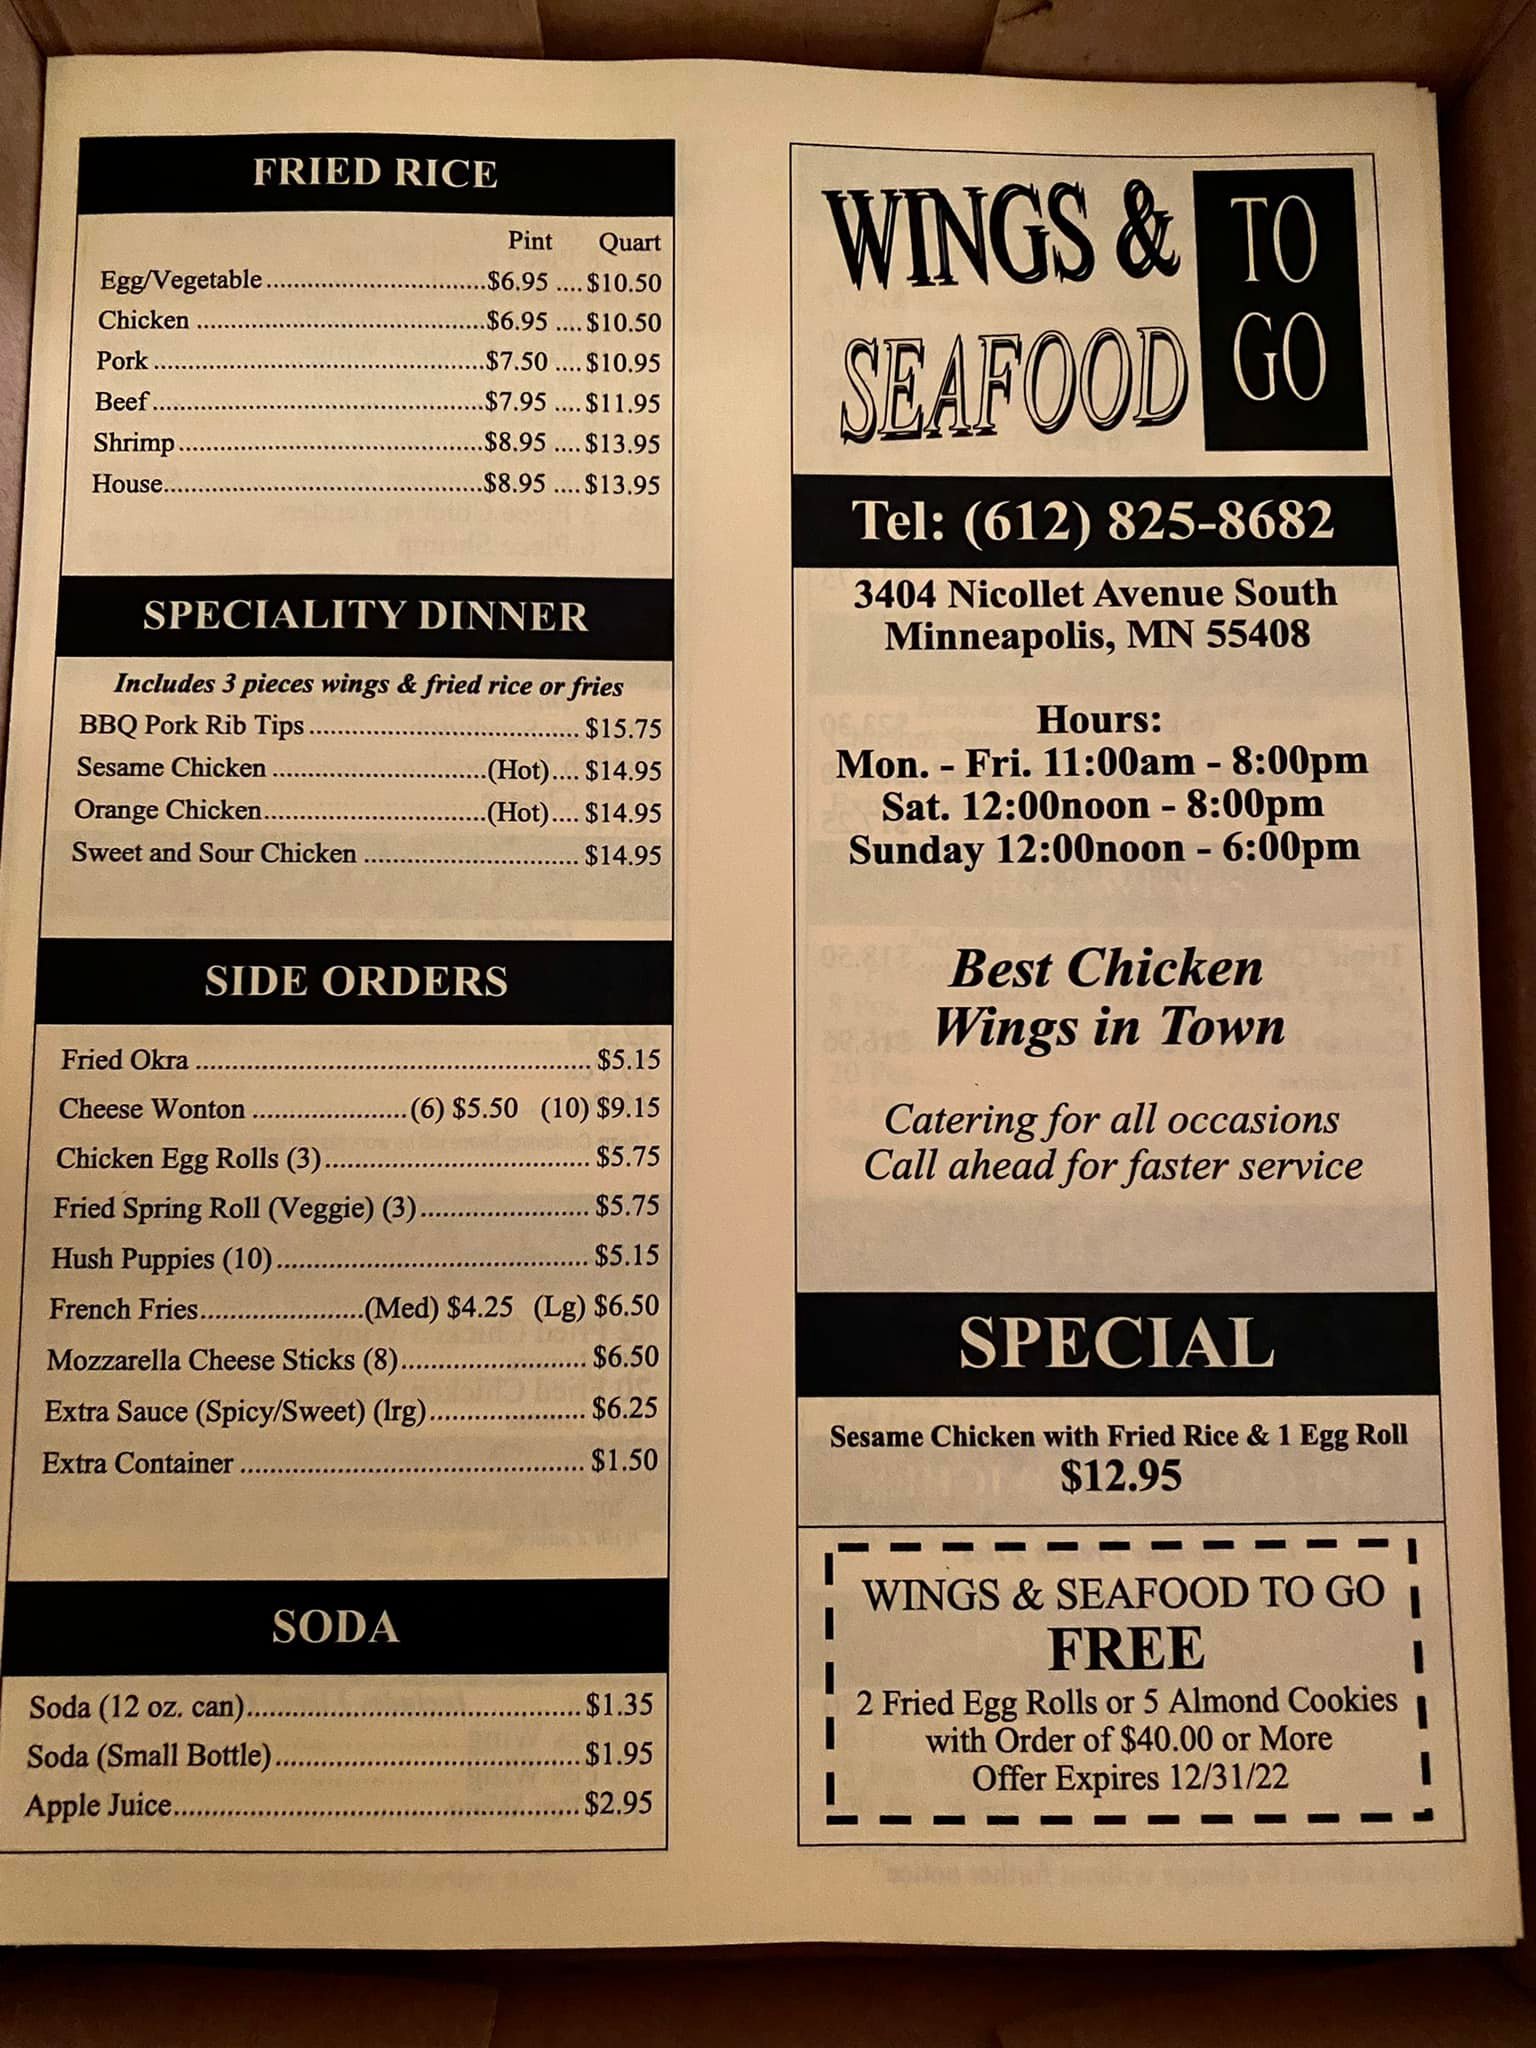 FRIED RICE
Pint Quart
Egg/Vegetable ................................ $6.95 .... $10.50
Chicken ................................ $6.95 .... $10.50
Pork ................................ $7.50 .... $10.95
Beef ................................ $7.95 .... $11.95
Shrimp ................................ $8.95 .... $13.95
House ................................ $8.95 .... $13.95
SPECIALITY DINNER
Includes 3 pieces wings & fried rice or fries
BBQ Pork Rib Tips ................................ $15.75
Sesame Chicken ................................ (Hot) .... $14.95
Orange Chicken ................................ (Hot) .... $14.95
Sweet and Sour Chicken ................................ $14.95
SIDE ORDERS
Fried Okra ................................ $5.15
Cheese Wonton ...................... (6) $5.50 (10) $9.15
Chicken Egg Rolls (3) ................................ $5.75
Fried Spring Roll (Veggie) (3) ........................ $5.75
Hush Puppies (10) ................................ $5.15
French Fries ...................... (Med) $4.25 (Lg) $6.50
Mozzarella Cheese Sticks (8) .......................... $6.50
Extra Sauce (Spicy/Sweet) (lrg) ...................... $6.25
Extra Container ................................ $1.50
SODA
Soda (12 oz. can) ................................ $1.35
Soda (Small Bottle) ................................ $1.95
Apple Juice ................................ $2.95
WINGS &
SEAFOOD
TO
GO
Tel: (612) 825-8682
3404 Nicollet Avenue South
Minneapolis, MN 55408
Hours:
Mon. - Fri. 11:00am - 8:00pm
Sat. 12:00noon - 8:00pm
Sunday 12:00noon - 6:00pm
Best Chicken
Wings in Town
Catering for all occasions
Call ahead for faster service
SPECIAL
Sesame Chicken with Fried Rice & 1 Egg Roll
$12.95
WINGS & SEAFOOD TO GO
FREE
2 Fried Egg Rolls or 5 Almond Cookies
with Order of $40.00 or More
Offer Expires 12/31/22